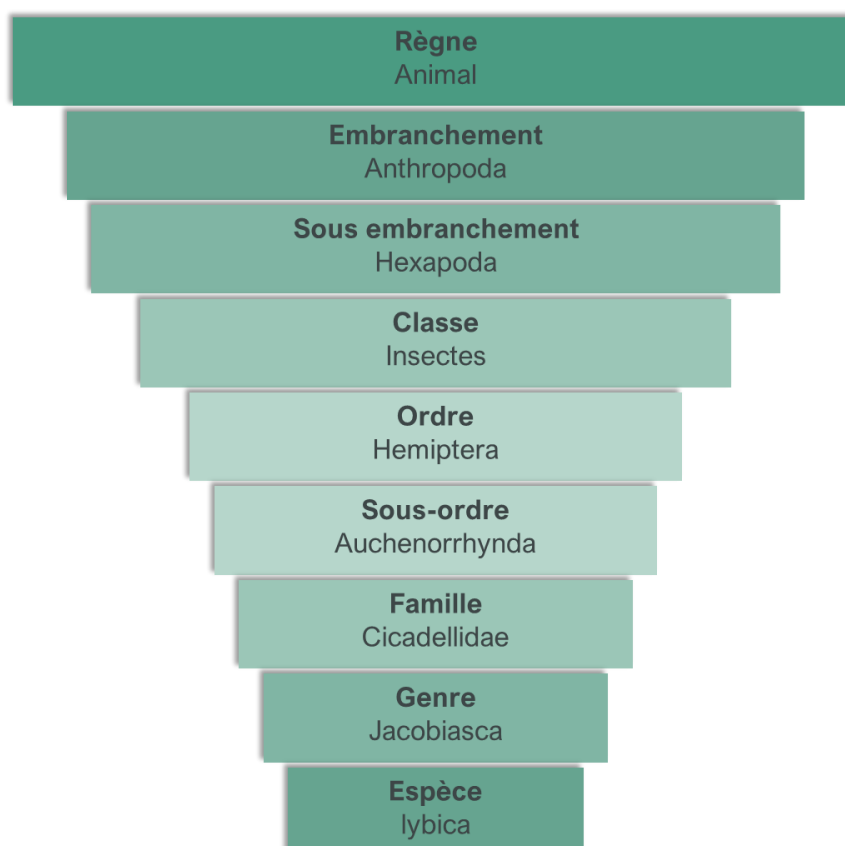 Règne
Animal
Embranchement
Anthropoda
Sous embranchement
Hexapoda
Classe
Insectes
Ordre
Hemiptera
Sous-ordre
Auchenorrhynda
Famille
Cicadellidae
Genre
Jacobiasca
Espèce
lybica